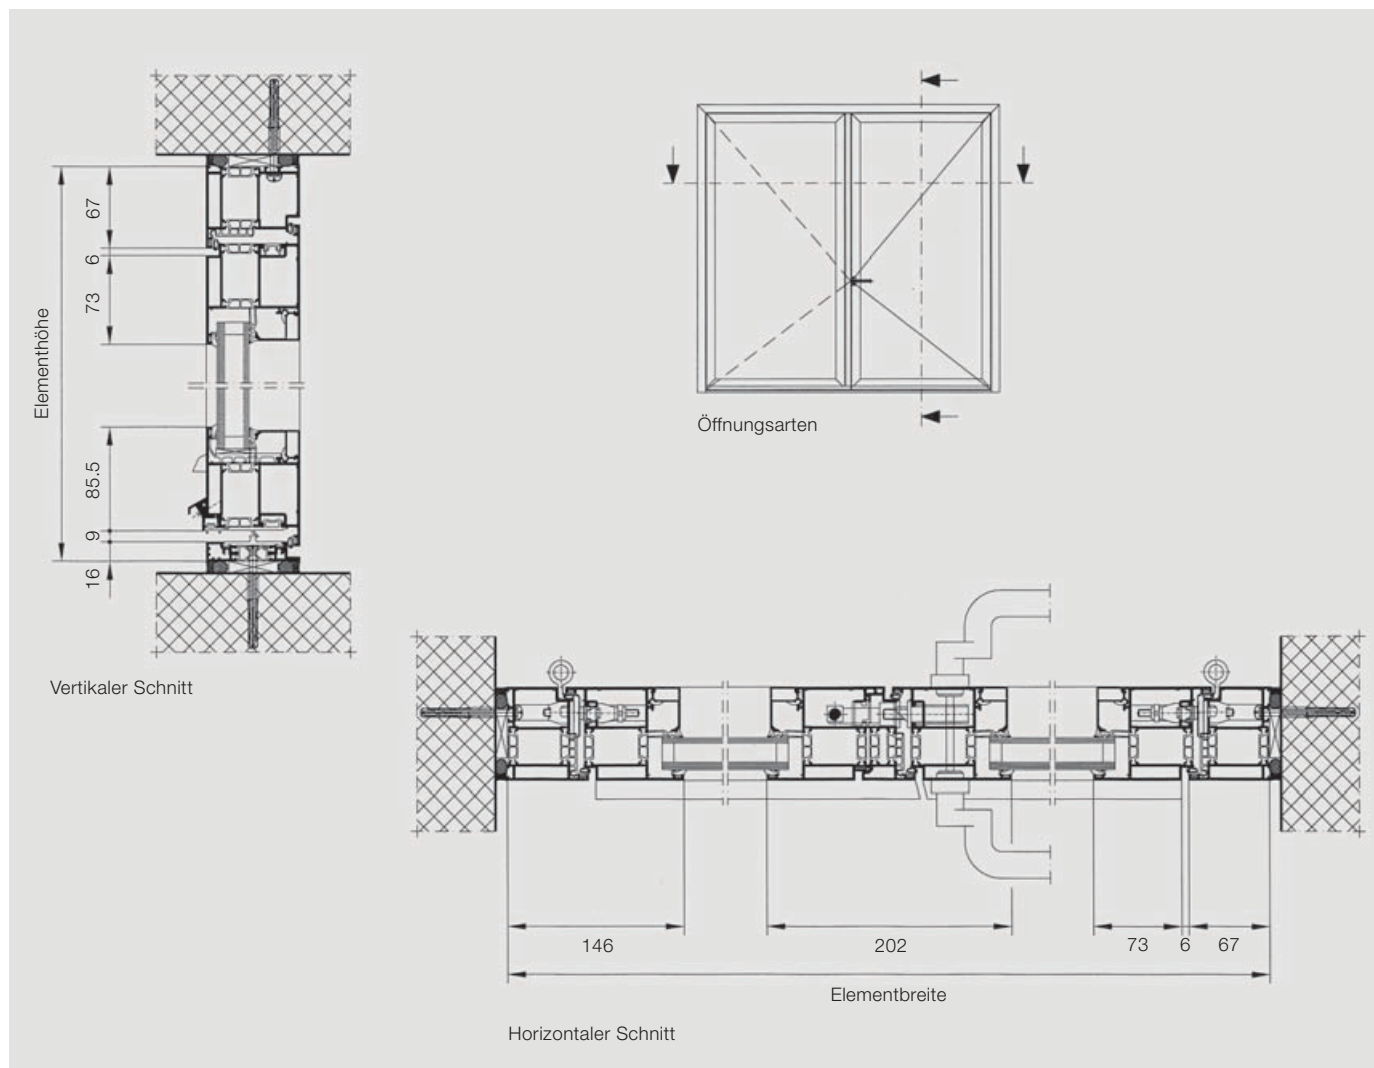 Elementhöhe
67
6
73
85.5
9
16
Vertikaler Schnitt
Öffnungsarten
146
202
73
6
67
Elementbreite
Horizontaler Schnitt